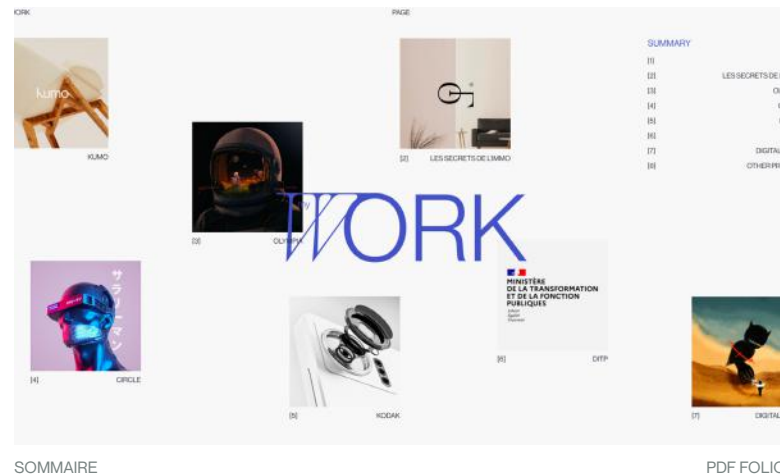 WORK
PAGE
kumo
KUMO
[2] LES SECRETS DE L'IMMO
SUMMARY
[1]
[2] LES SECRETS DE
[3]
[4]
[5]
[6]
[7] DIGITAL
[8] OTHER PR
my
WORK
[3] OLYMPIA
サラリーマン
[4] CIRCLE
[5] KODAK
MINISTÈRE
DE LA TRANSFORMATION
ET DE LA FONCTION
PUBLIQUES
[6] DITP
[7] DIGITAL
SOMMAIRE
PDF FOLIO